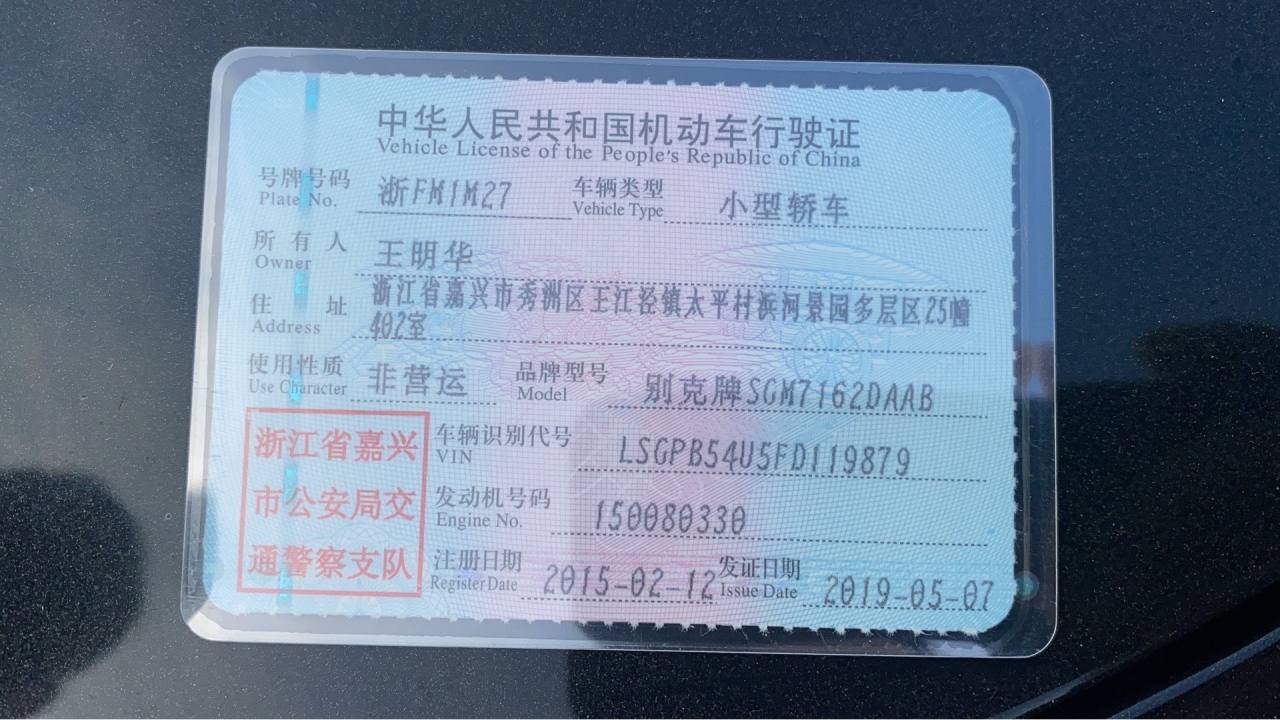 中华人民共和国机动车行驶证
Vehicle License of the People's Republic of China
号牌号码 浙FM1M27 车辆类型 小型轿车
Plate No. Vehicle Type
所有人 王明华
Owner
住址 浙江省嘉兴市秀洲区王江泾镇太平村浜河景园多层区25幢
Address 402室
使用性质 非营运 品牌型号 别克牌SGM7162DAAB
Use Character Model
浙江省嘉兴 车辆识别代号 LSGPB54U5FD119879
VIN
市公安局交 发动机号码 150080330
Engine No.
通警察支队 注册日期 2015-02-12 发证日期 2019-05-07
Register Date Issue Date